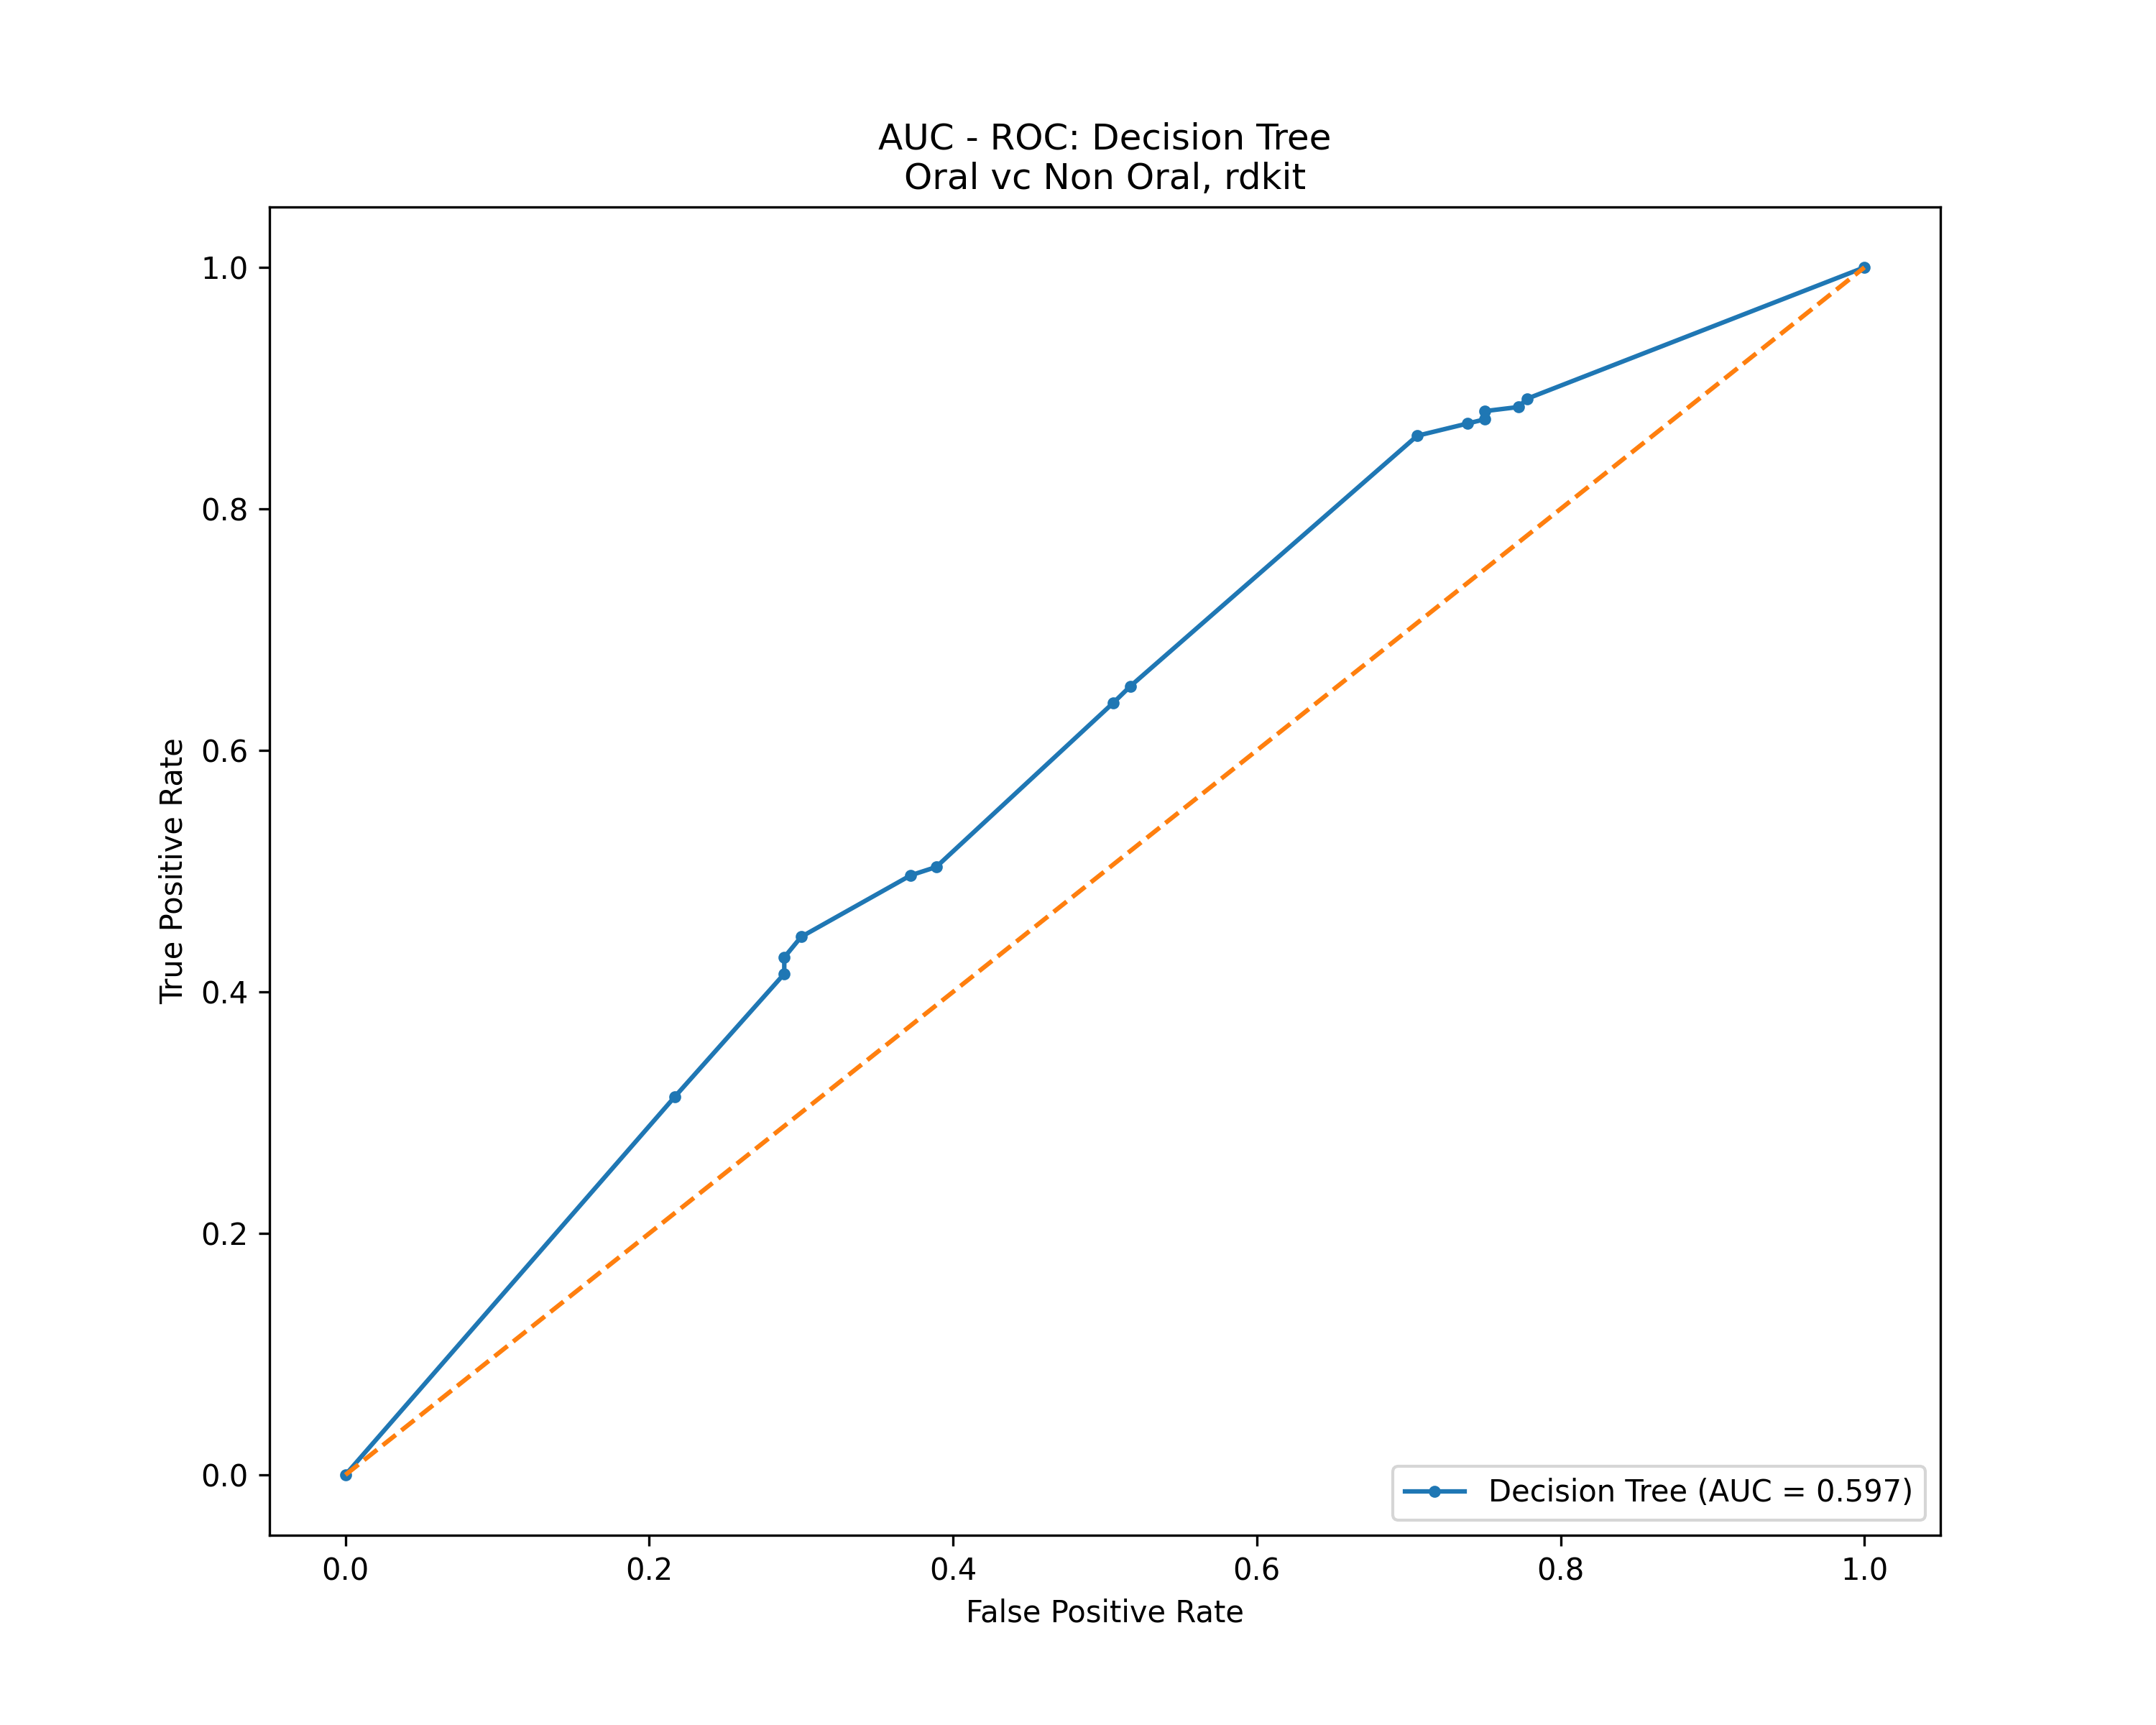 AUC - ROC: Decision Tree
Oral vc Non Oral, rdkit
True Positive Rate
1.0
0.8
0.6
0.4
0.2
0.0
Decision Tree (AUC = 0.597)
0.0 0.2 0.4 0.6 0.8 1.0
False Positive Rate